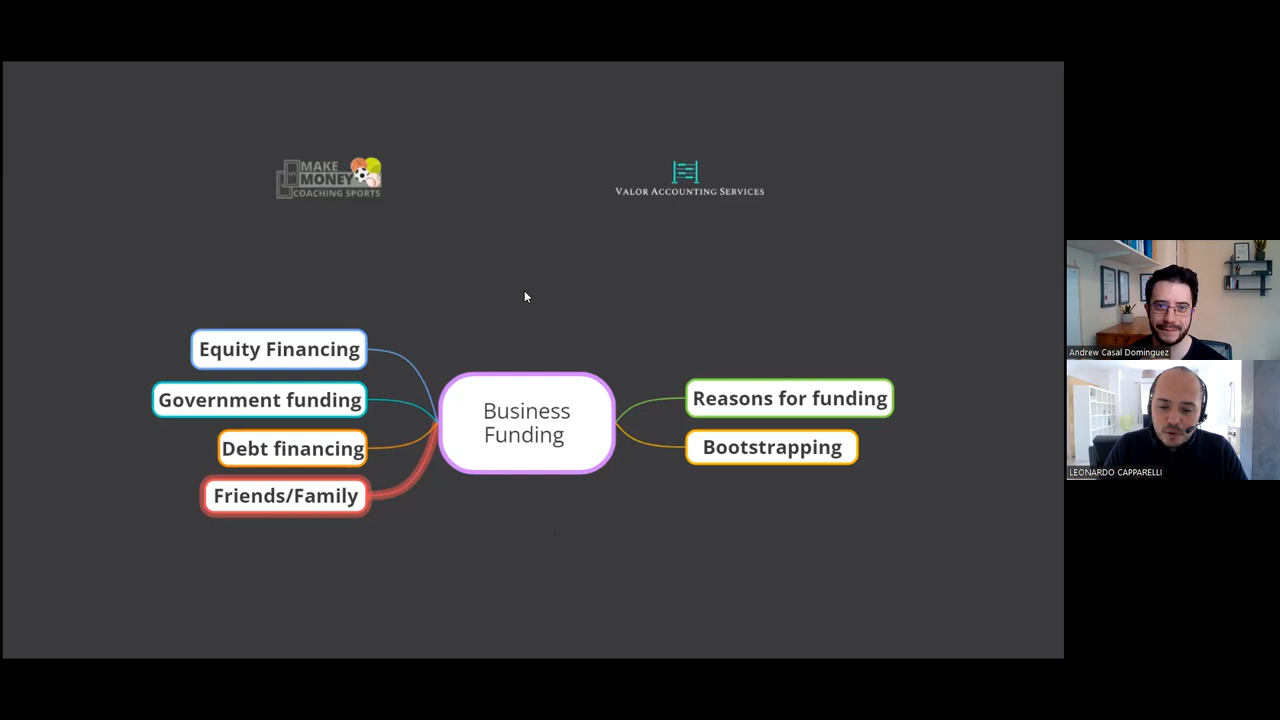 MAKE
MONEY
COACHING SPORTS
VALOR ACCOUNTING SERVICES
Equity Financing
Government funding
Debt financing
Friends/Family
Business
Funding
Reasons for funding
Bootstrapping
Andrew Casal Dominguez
LEONARDO CAPPARELLI